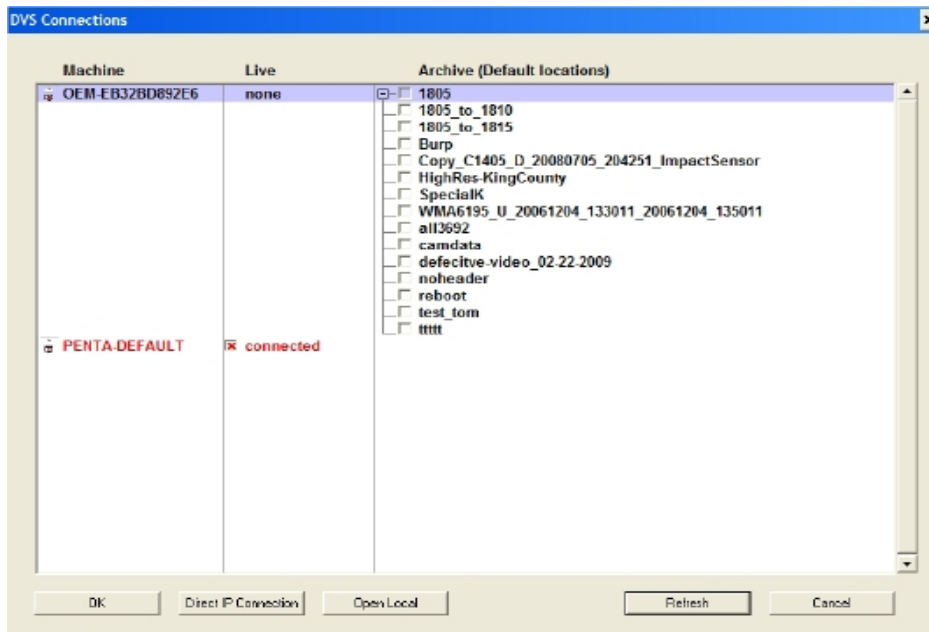 DVS Connections
Machine Live Archive (Default locations)
OEM-EB32BD892E6 none 1805
1805_to_1810
1805_to_1815
Burp
Copy_C1405_D_20080705_204251_ImpactSensor
HighRes-KingCounty
SpecialK
WMA6195_U_20061204_133011_20061204_135011
all3692
camdata
defecitve-video_02-22-2009
noheader
reboot
test_tom
tttttt
PENTA-DEFAULT connected
OK Direct IP Connection Open Local Refresh Cancel